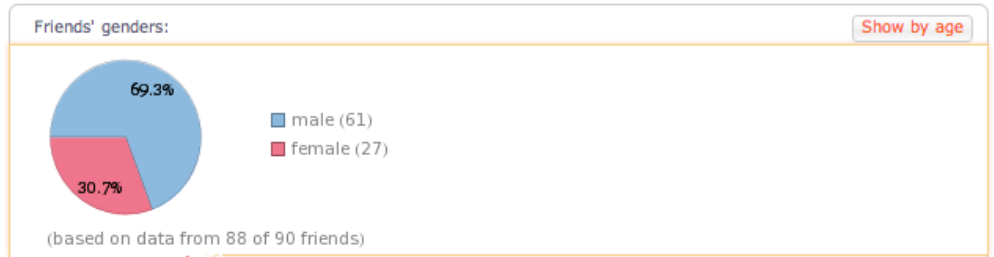 Friends' genders:
Show by age
69.3%
male (61)
female (27)
30.7%
(based on data from 88 of 90 friends)